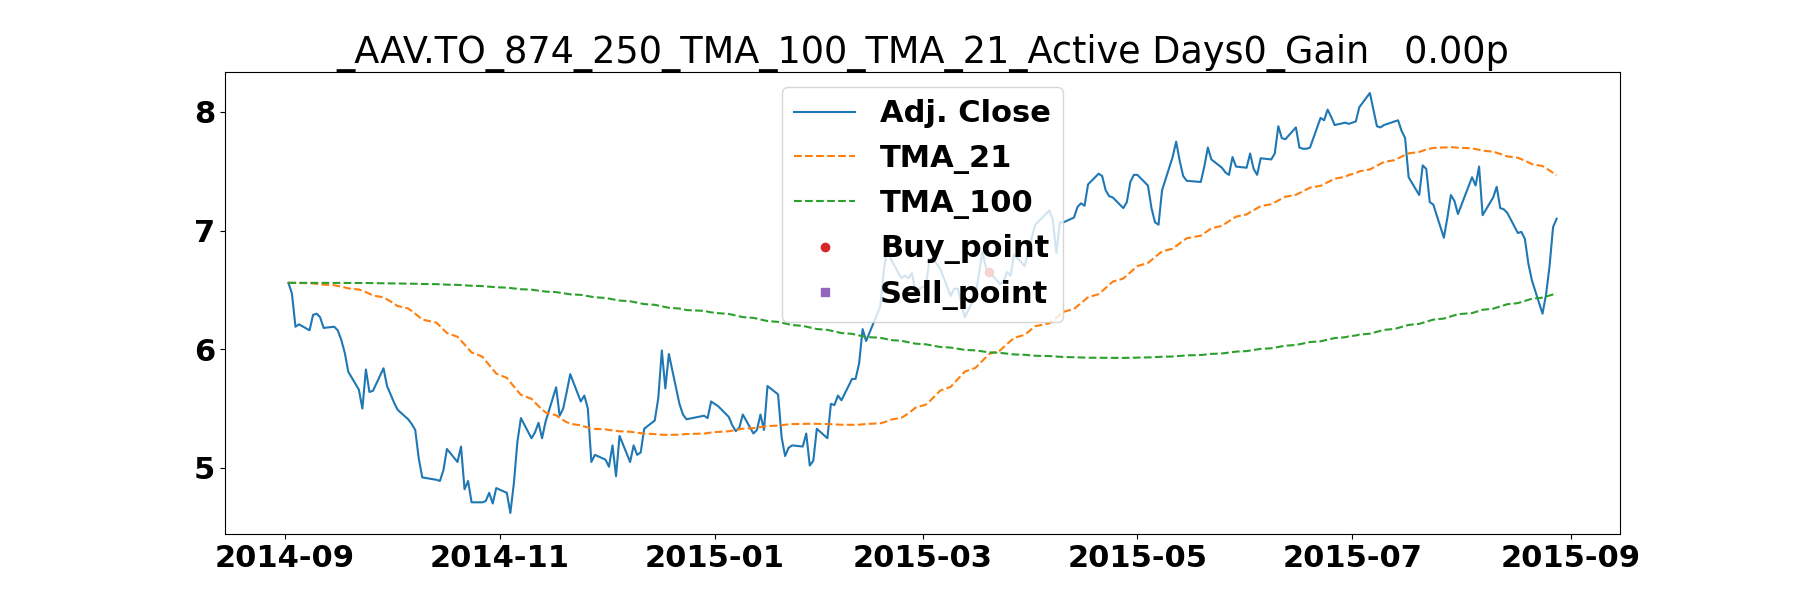 _AAV.TO_874_250_TMA_100_TMA_21_Active Days0_Gain   0.00p
Adj. Close
TMA_21
TMA_100
Buy_point
Sell_point
8
7
6
5
2014-09 2014-11 2015-01 2015-03 2015-05 2015-07 2015-09